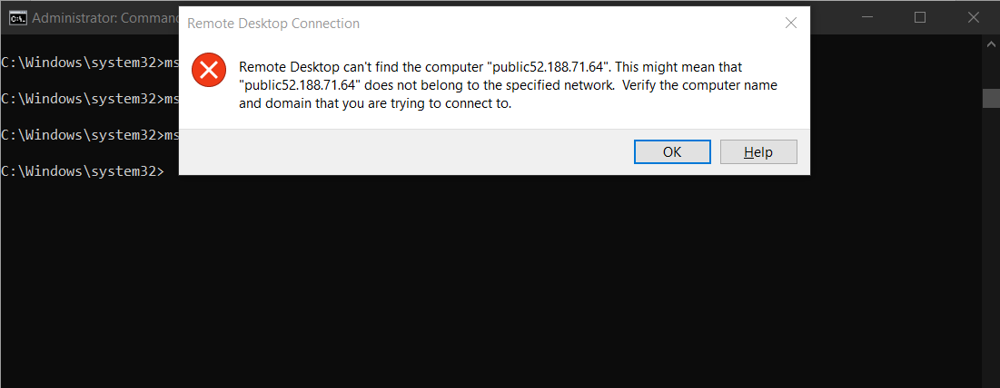 Administrator: Comman
Remote Desktop Connection
Remote Desktop can't find the computer "public52.188.71.64". This might mean that
"public52.188.71.64" does not belong to the specified network.  Verify the computer name
and domain that you are trying to connect to.
OK
Help
C:\Windows\system32>ms
C:\Windows\system32>ms
C:\Windows\system32>ms
C:\Windows\system32>